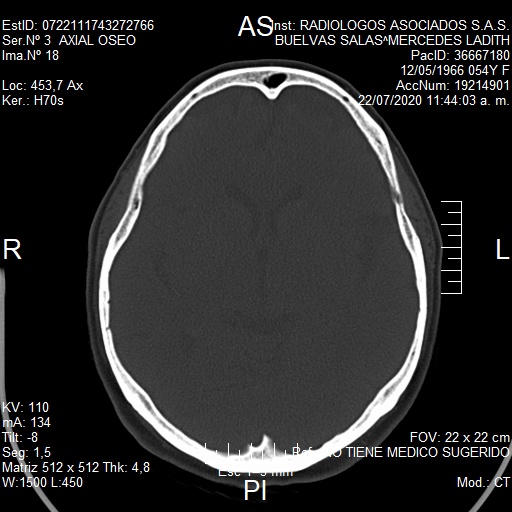 EstID: 0722111743272766
Ser.Nº 3 AXIAL OSEO
Ima.Nº 18
Loc: 453,7 Ax
Ker.: H70s
AS
Inst: RADIOLOGOS ASOCIADOS S.A.S.
BUELVAS SALAS^MERCEDES LADITH
PacID: 36667180
12/05/1966 054Y F
AccNum: 19214901
22/07/2020 11:44:03 a. m.
R
L
KV: 110
mA: 134
Tilt: -8
Seg: 1,5
Matriz 512 x 512 Thk: 4,8
W:1500 L:450
PI
FOV: 22 x 22 cm
NO TIENE MEDICO SUGERIDO
Mod.: CT